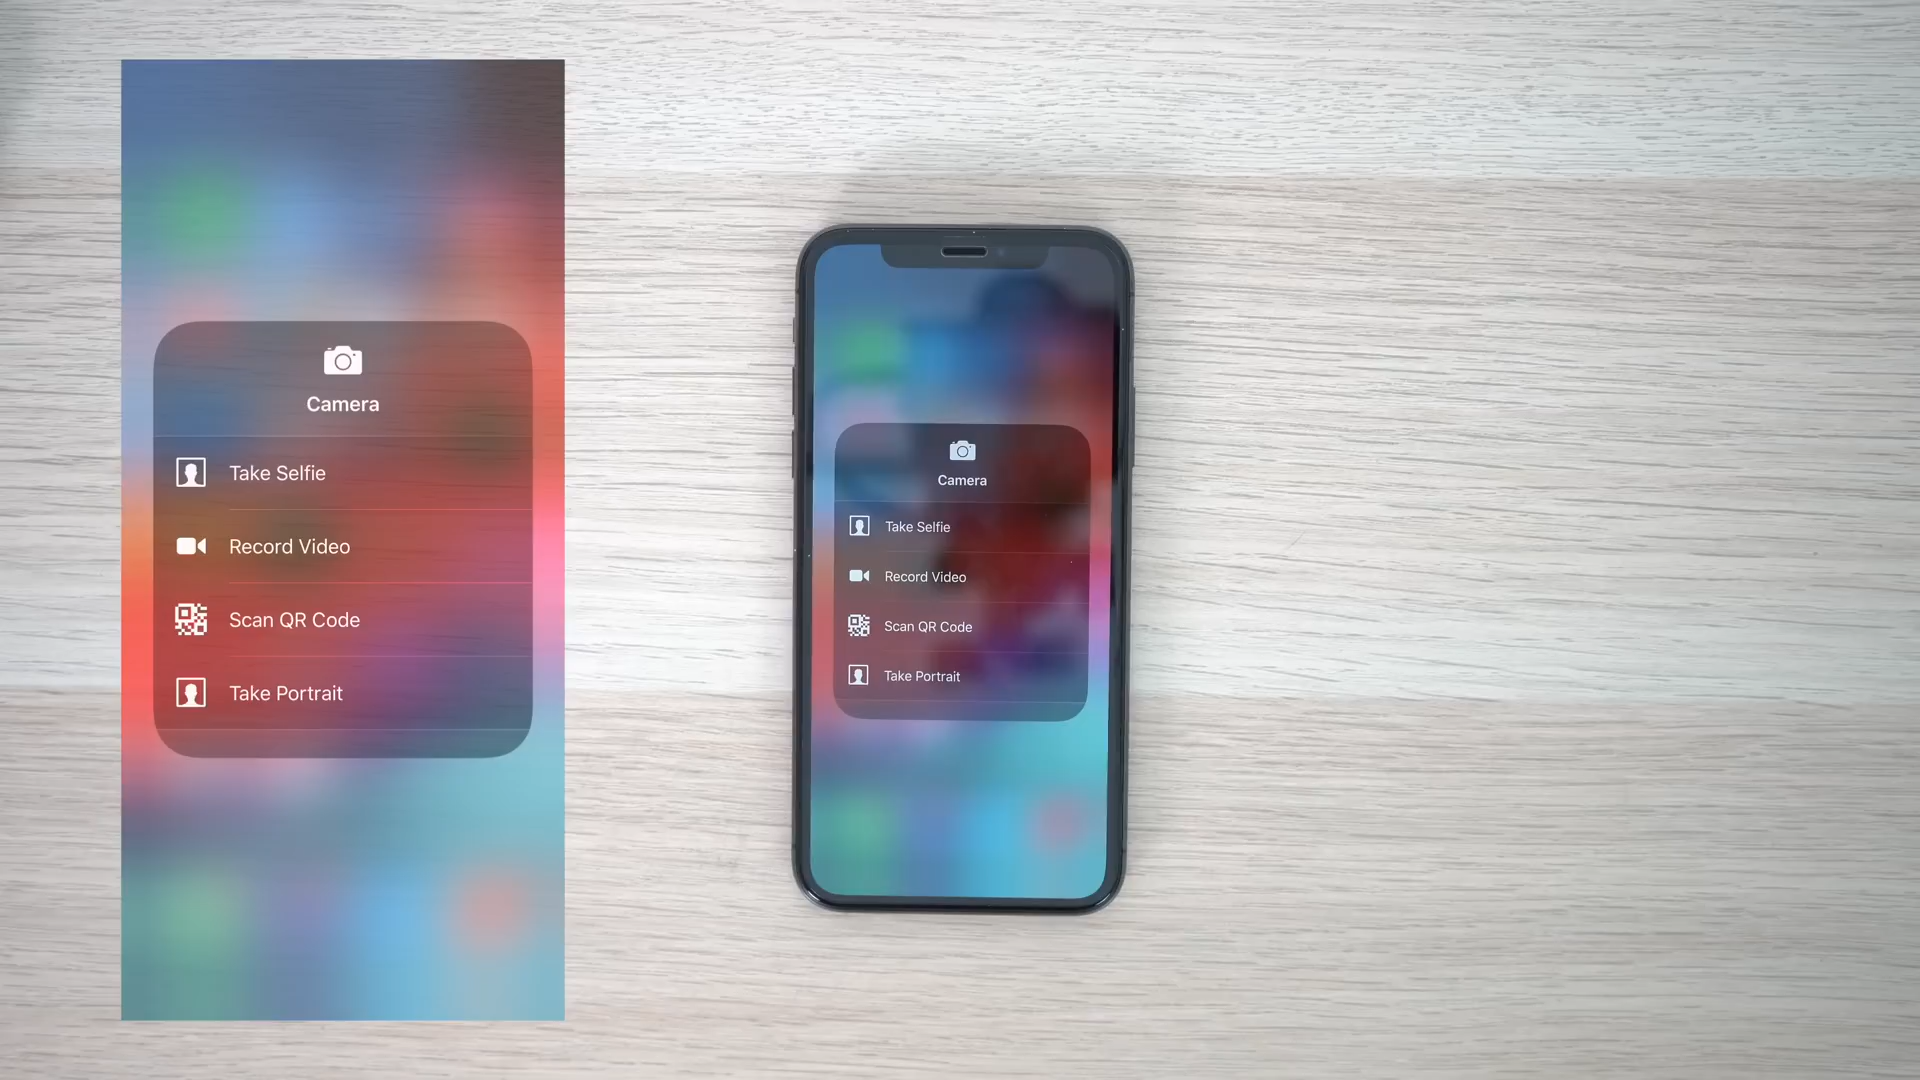 Camera
Take Selfie
Record Video
Scan QR Code
Take Portrait
Camera
Take Selfie
Record Video
Scan QR Code
Take Portrait